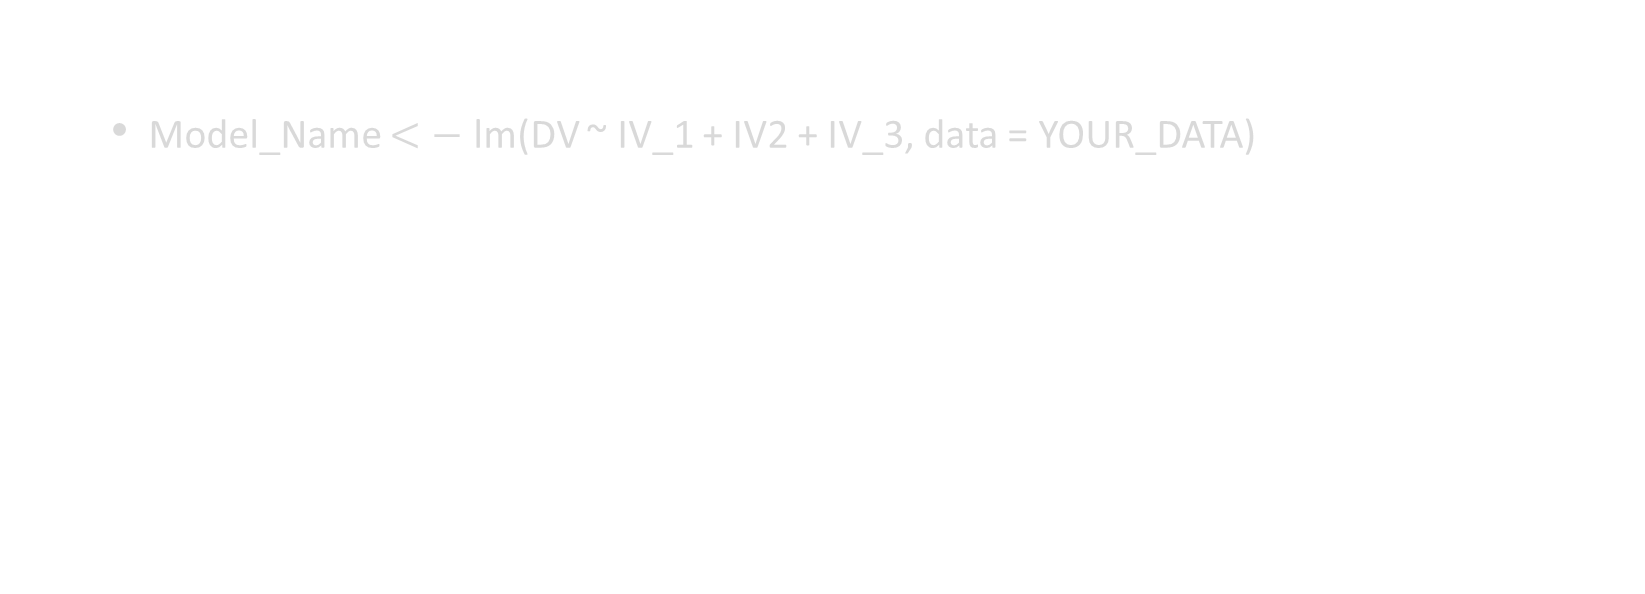 • Model_Name < − lm(DV ~ IV_1 + IV2 + IV_3, data = YOUR_DATA)